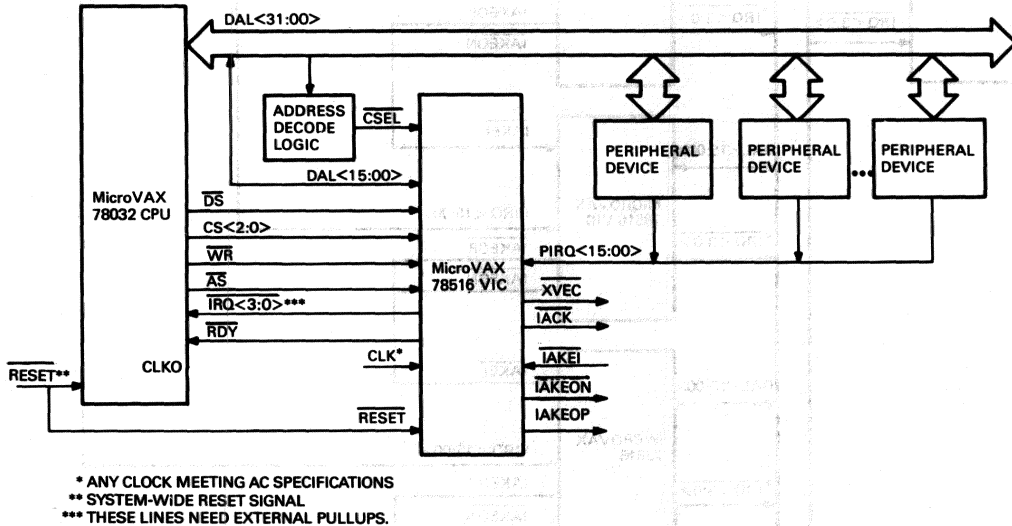 DAL<31:00>
ADDRESS
DECODE
LOGIC
CSEL
DAL<15:00>
MicroVAX
78032 CPU
DS
CS<2:0>
WR
AS
IRQ<3:0>***
RDY
CLKO
CLK*
RESET**
RESET
MicroVAX
78516 VIC
PERIPHERAL
DEVICE
PERIPHERAL
DEVICE
•••
PERIPHERAL
DEVICE
PIRQ<15:00>
XVEC
IACK
IAKEI
IAKEON
IAKEOP
* ANY CLOCK MEETING AC SPECIFICATIONS
** SYSTEM-WIDE RESET SIGNAL
*** THESE LINES NEED EXTERNAL PULLUPS.